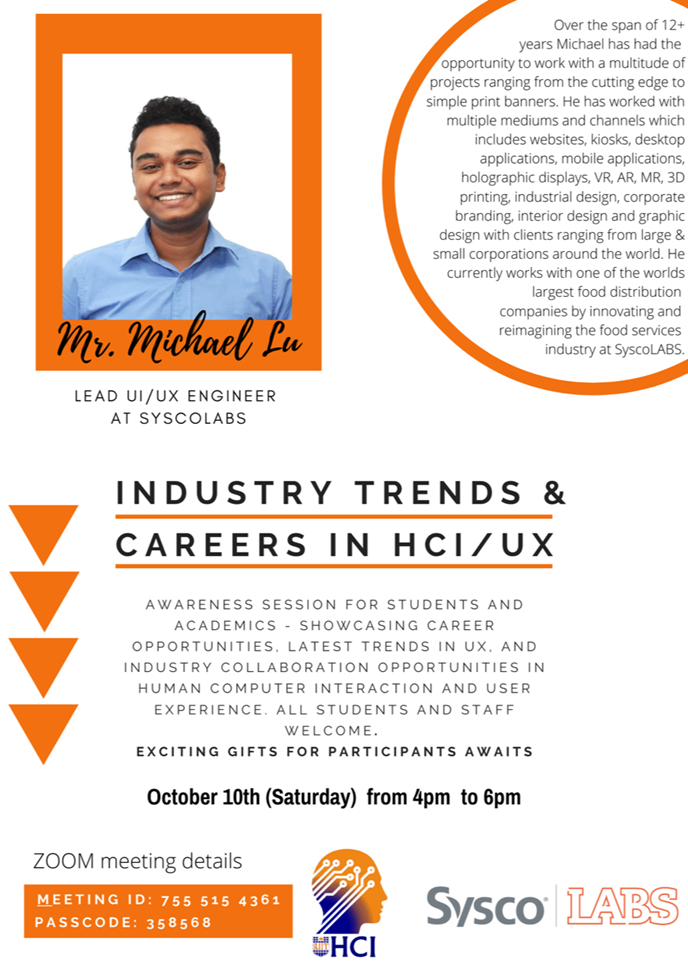 Over the span of 12+
years Michael has had the
opportunity to work with a multitude of
projects ranging from the cutting edge to
simple print banners. He has worked with
multiple mediums and channels which
includes websites, kiosks, desktop
applications, mobile applications,
holographic displays, VR, AR, MR, 3D
printing, industrial design, corporate
branding, interior design and graphic
design with clients ranging from large &
small corporations around the world. He
currently works with one of the worlds
largest food distribution
companies by innovating and
reimagining the food services
industry at SyscoLABS.
Mr. Michael Lu
LEAD UI/UX ENGINEER
AT SYSCOLABS
INDUSTRY TRENDS &
CAREERS IN HCI/UX
AWARENESS SESSION FOR STUDENTS AND
ACADEMICS - SHOWCASING CAREER
OPPORTUNITIES, LATEST TRENDS IN UX, AND
INDUSTRY COLLABORATION OPPORTUNITIES IN
HUMAN COMPUTER INTERACTION AND USER
EXPERIENCE. ALL STUDENTS AND STAFF
WELCOME.
EXCITING GIFTS FOR PARTICIPANTS AWAITS
October 10th (Saturday) from 4pm to 6pm
ZOOM meeting details
MEETING ID: 755 515 4361
PASSCODE: 358568
HCI
Sysco® LABS